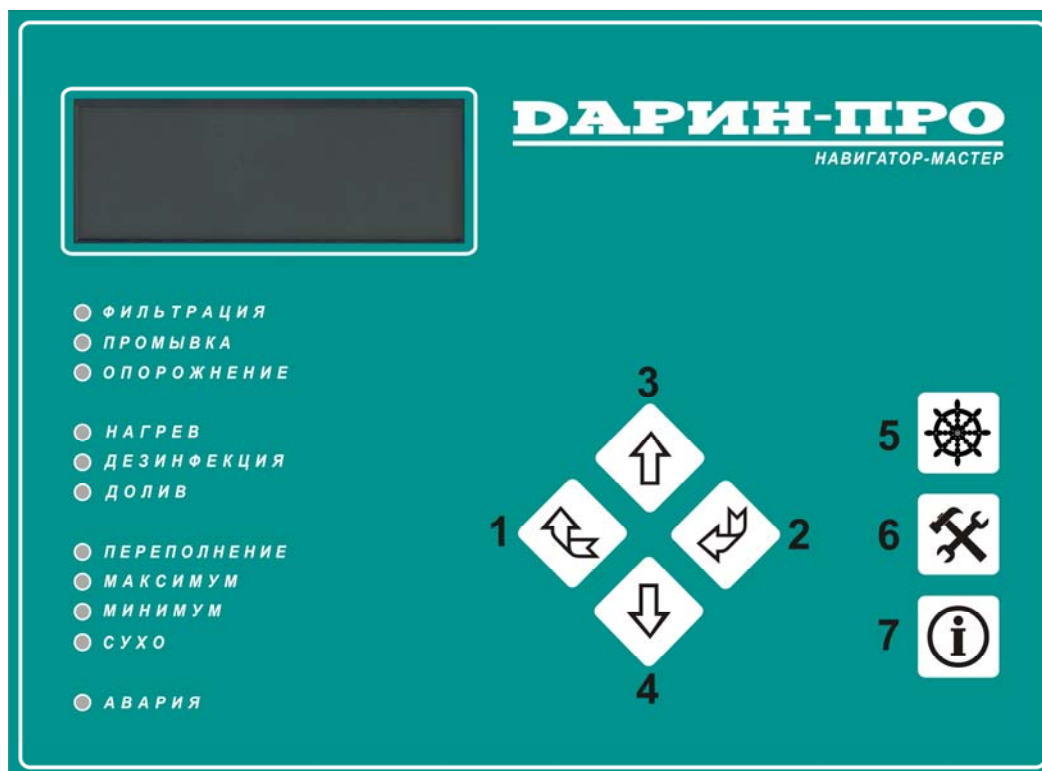 ДАРИН-ПРО
НАВИГАТОР-МАСТЕР
ФИЛЬТРАЦИЯ
ПРОМЫВКА
ОПОРОЖНЕНИЕ
НАГРЕВ
ДЕЗИНФЕКЦИЯ
ДОЛИВ
ПЕРЕПОЛНЕНИЕ
МАКСИМУМ
МИНИМУМ
СУХО
АВАРИЯ
3
1
2
4
5
6
7
i